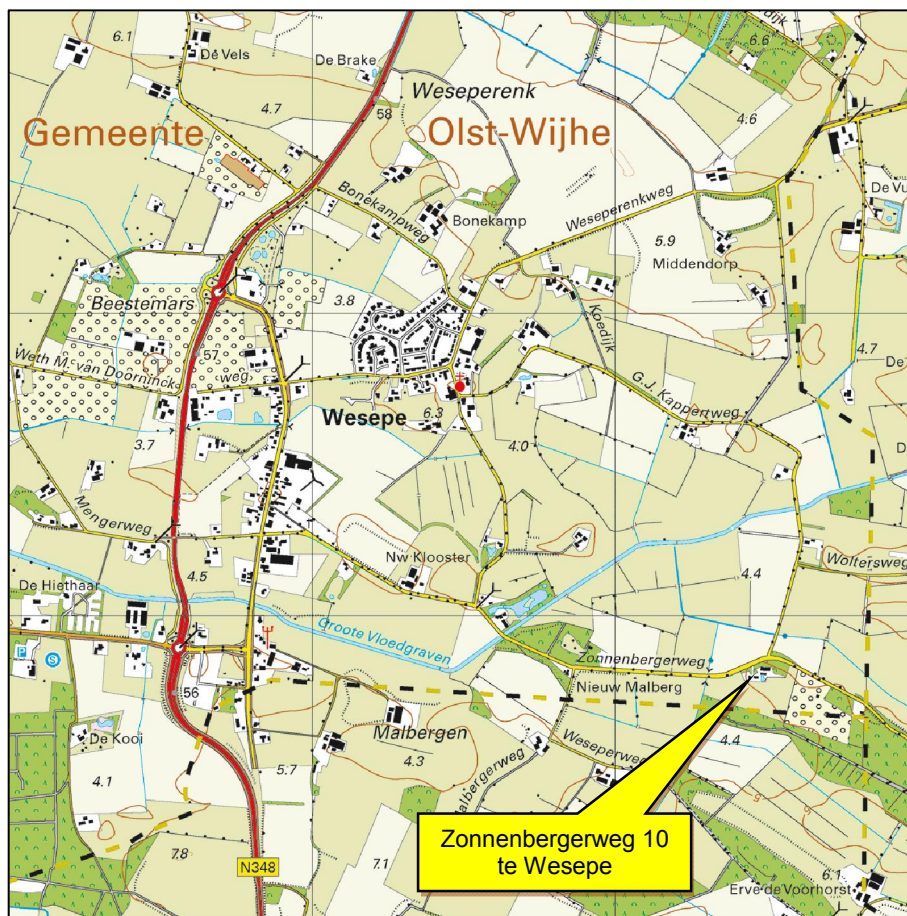 6.1
De Vels
De Brake
6.6
Weseperenk
4.7
58
4.6
Gemeente
Olst-Wijhe
Bonekampweg
Bonekamp
Weseperenkweg
5.9
Middendorp
Beestemars
3.8
Koedijk
57
4.7
Weth M. van Doorninck
weg
G.J. Kappertweg
Wesepe
6.3
3.7
4.0
Mengerweg
Nw Klooster
4.5
4.4
Woltersweg
De Hiethaar
Groote Vloedgraven
Zonnenbergerweg
P
S
56
Nieuw Malberg
De Kooi
Malbergen
4.3
Weseperweg
4.4
4.1
5.7
Zonnenbergerweg 10
te Wesepe
7.8
N348
7.1
6.1
Erve de Voorhorst